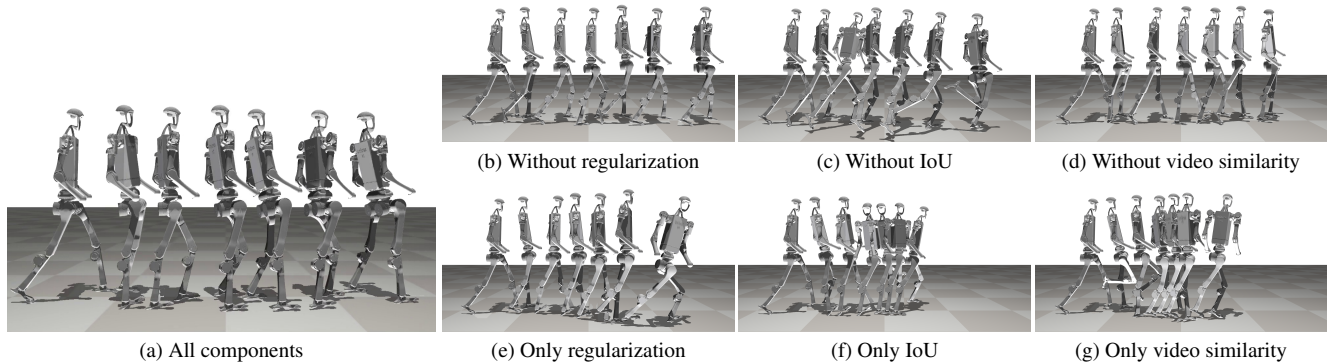 (b) Without regularization
(c) Without IoU
(d) Without video similarity
(a) All components
(e) Only regularization
(f) Only IoU
(g) Only video similarity